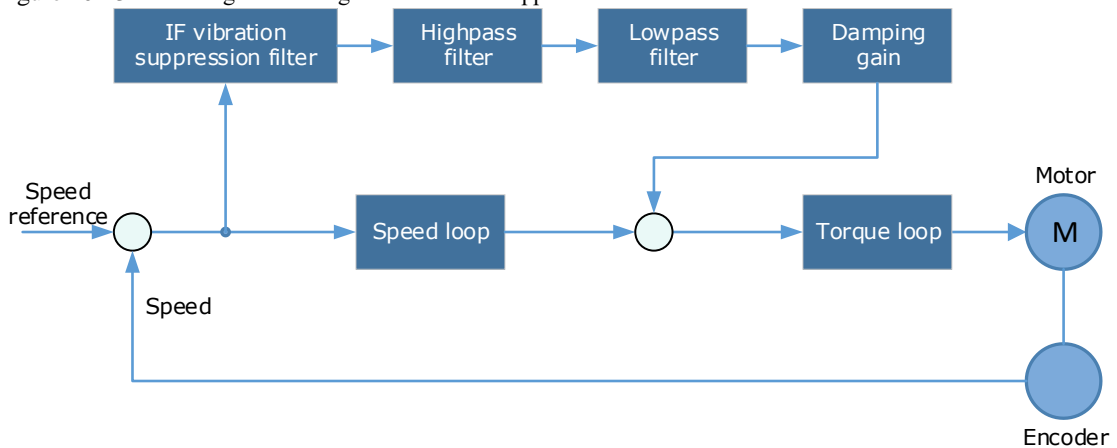 IF vibration
suppression filter
Highpass
filter
Lowpass
filter
Damping
gain
Speed
reference
Speed loop
Torque loop
Motor
M
Speed
Encoder